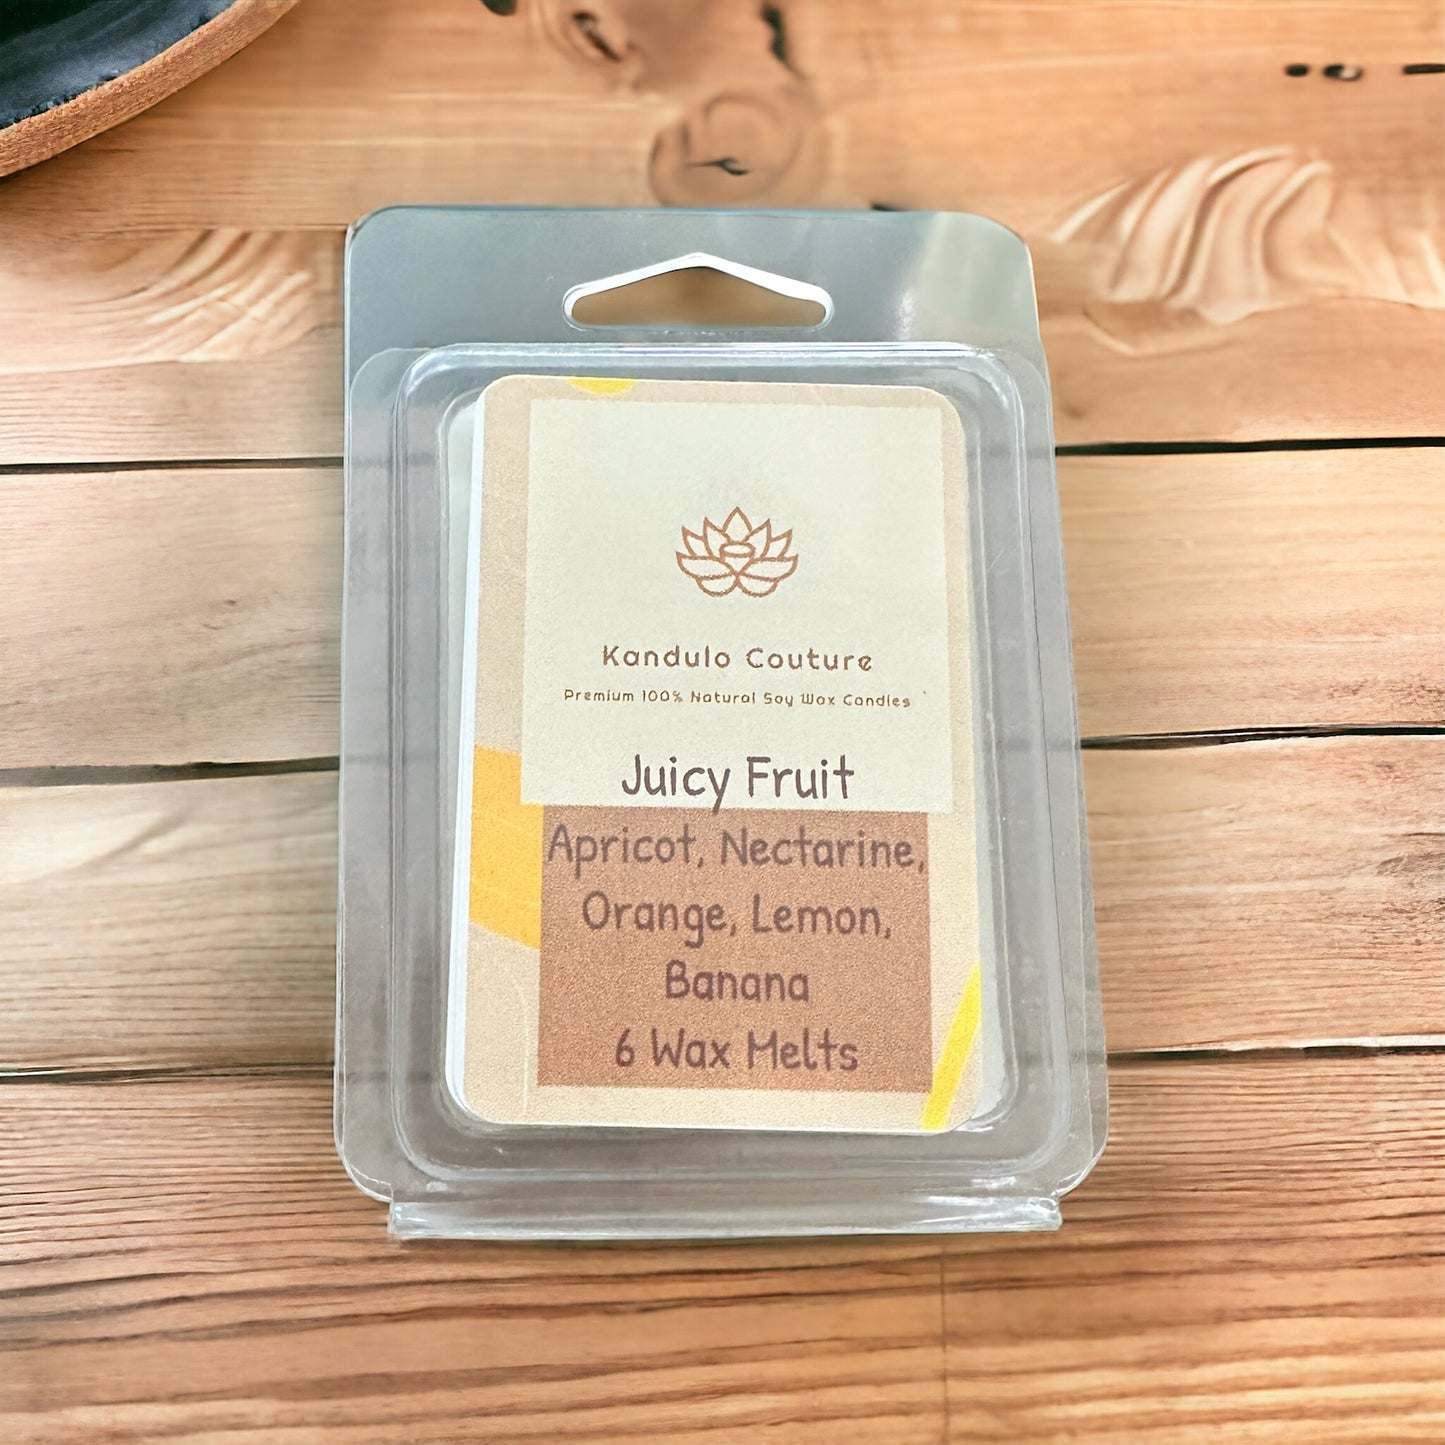 Kandulo Couture
Premium 100% Natural Soy Wax Candles
Juicy Fruit
Apricot, Nectarine,
Orange, Lemon,
Banana
6 Wax Melts